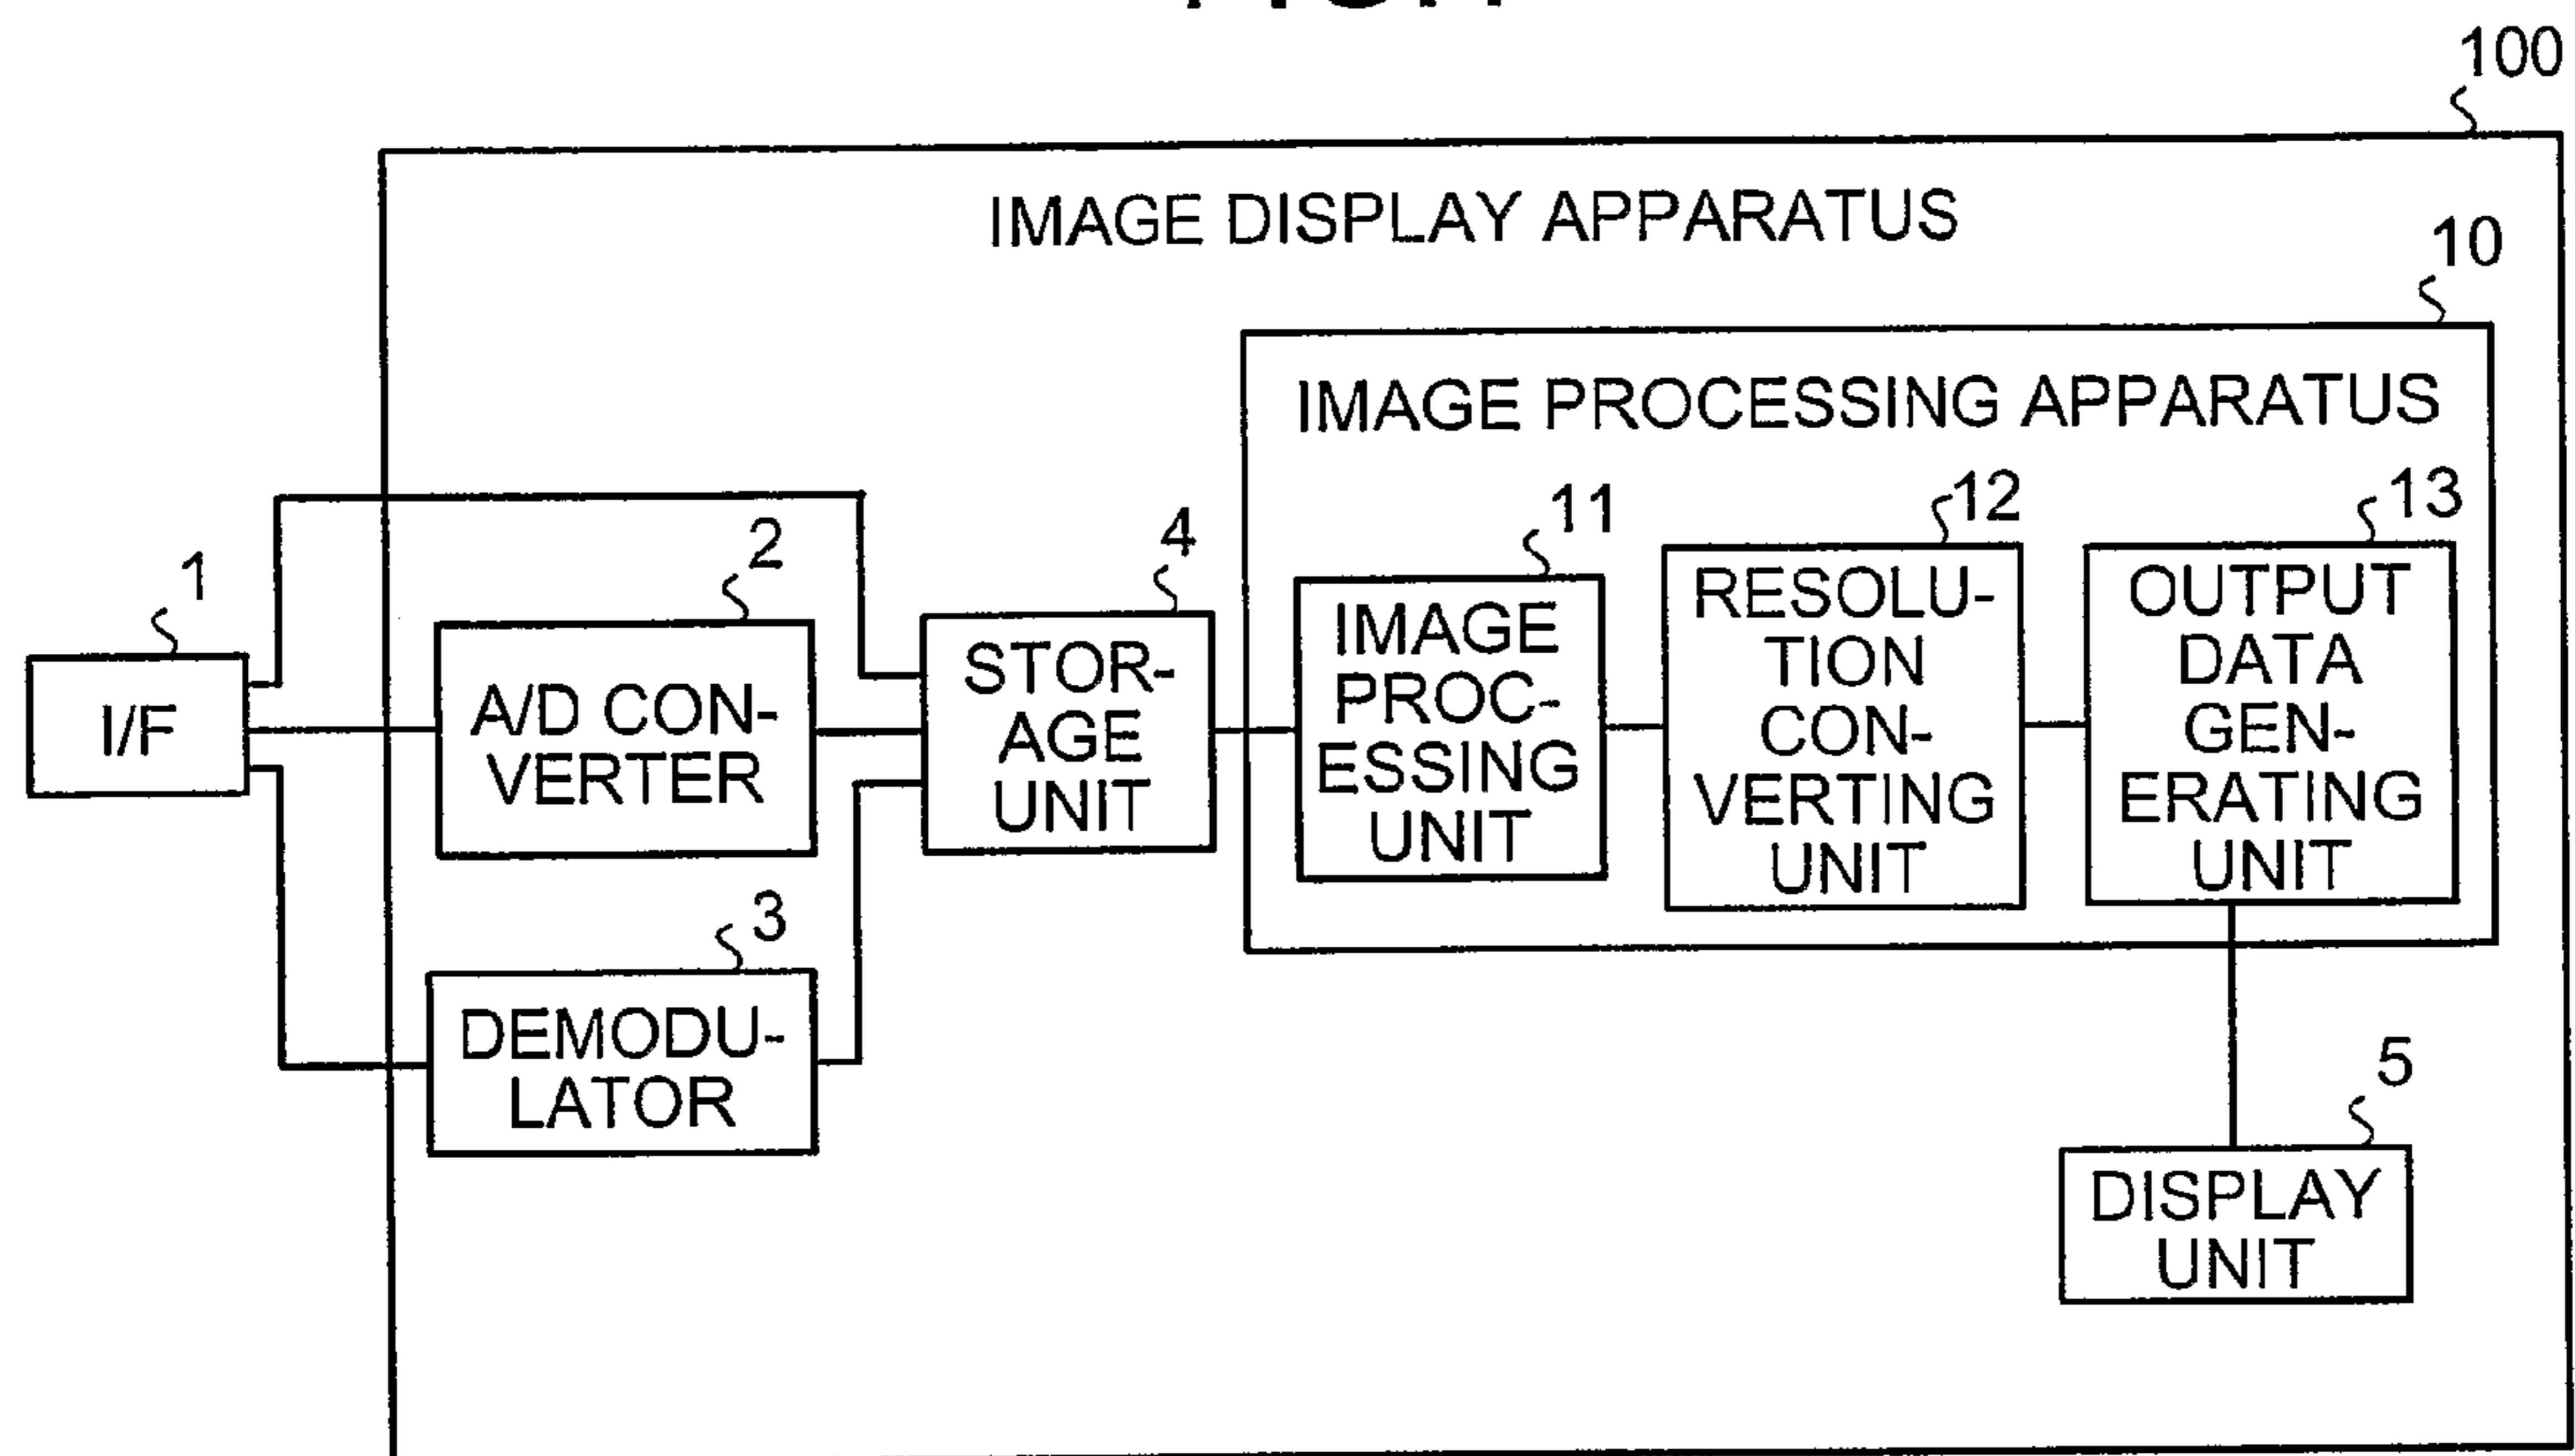 100
IMAGE DISPLAY APPARATUS
10
IMAGE PROCESSING APPARATUS
1
I/F
2
A/D CON-
VERTER
3
DEMODU-
LATOR
4
STOR-
AGE
UNIT
11
IMAGE
PROC-
ESSING
UNIT
12
RESOLU-
TION
CON-
VERTING
UNIT
13
OUTPUT
DATA
GEN-
ERATING
UNIT
5
DISPLAY
UNIT